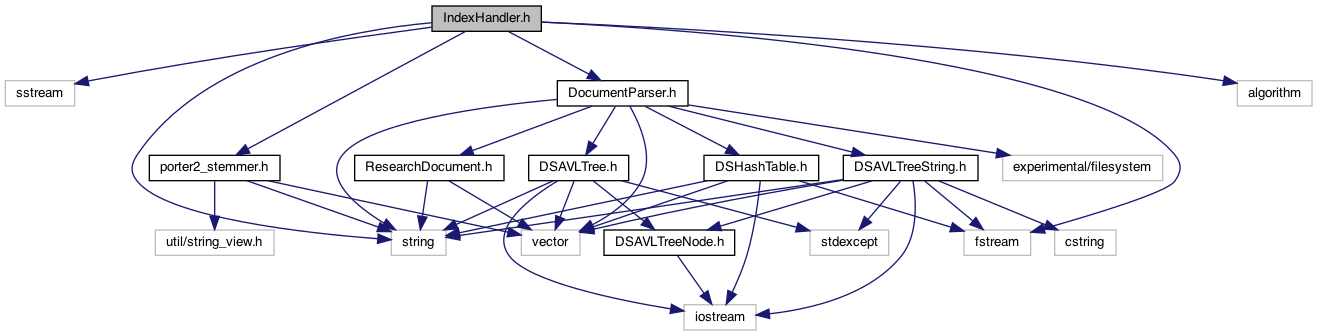 IndexHandler.h
sstream
DocumentParser.h
algorithm
porter2_stemmer.h
ResearchDocument.h
DSAVLTree.h
DSHashTable.h
DSAVLTreeString.h
experimental/filesystem
util/string_view.h
string
vector
DSAVLTreeNode.h
stdexcept
fstream
cstring
iostream